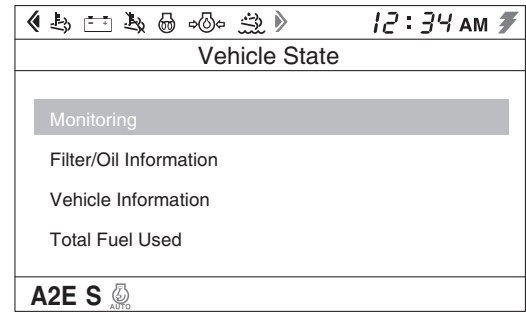 12:34 AM
Vehicle State
Monitoring
Filter/Oil Information
Vehicle Information
Total Fuel Used
A2E S AUTO